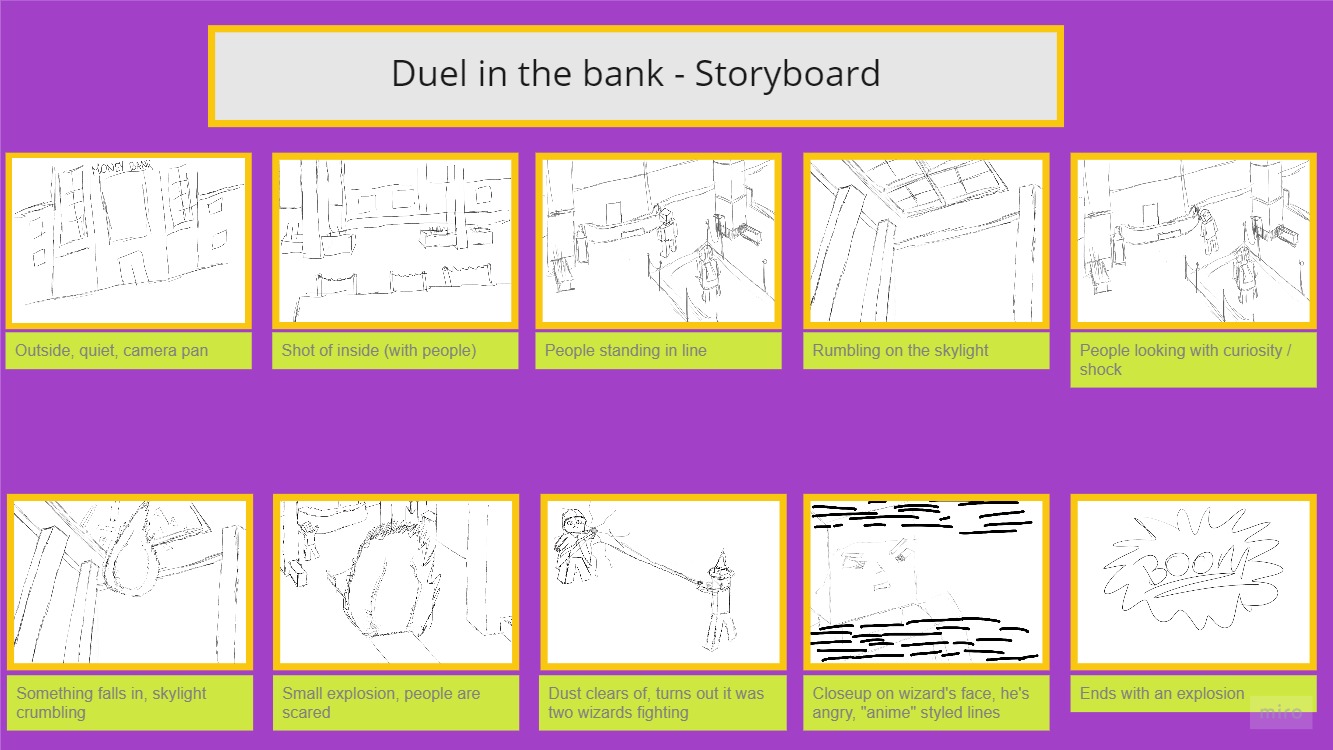 Duel in the bank - Storyboard
MONEY BANK
Outside, quiet, camera pan
Shot of inside (with people)
People standing in line
Rumbling on the skylight
People looking with curiosity /
shock
Something falls in, skylight
crumbling
Small explosion, people are
scared
Dust clears of, turns out it was
two wizards fighting
Closeup on wizard's face, he's
angry, "anime" styled lines
BOOM
Ends with an explosion
miro